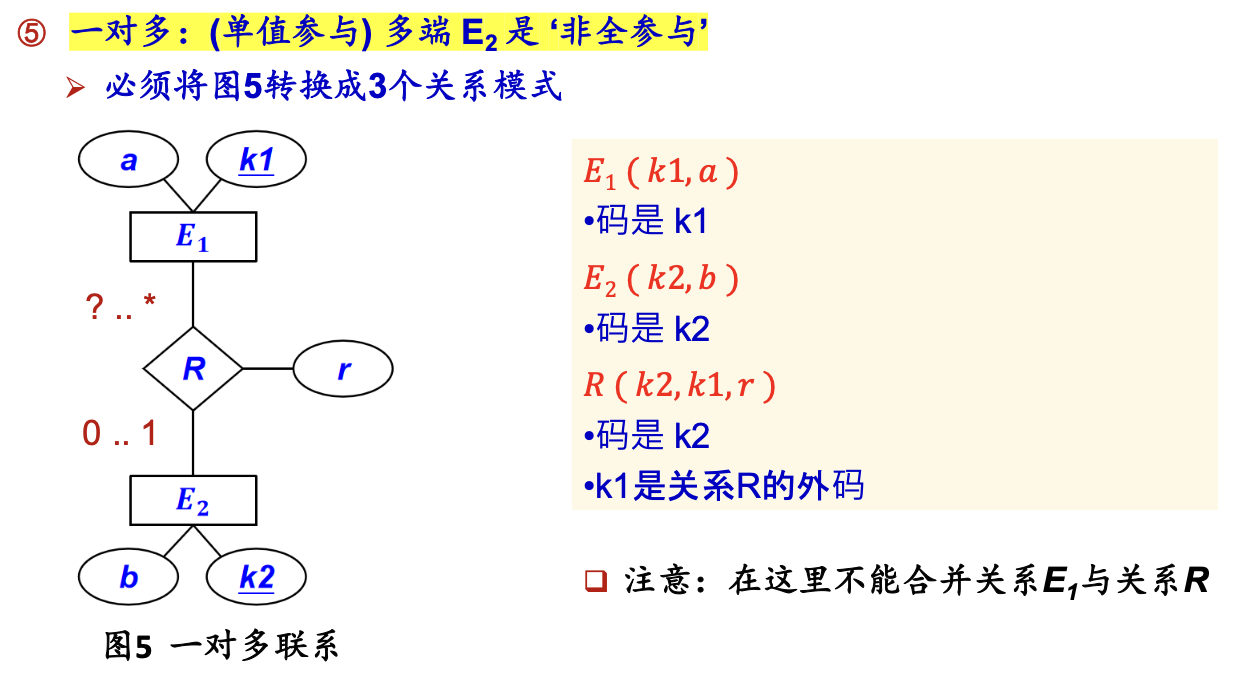 ⑤ 一对多：(单值参与) 多端 E₂ 是 ‘非全参与’
➢ 必须将图5转换成3个关系模式
a
k1
E₁
? .. *
R
r
0 .. 1
E₂
b
k2
图5 一对多联系
E₁ ( k1, a )
•码是 k1
E₂ ( k2, b )
•码是 k2
R ( k2, k1, r )
•码是 k2
•k1是关系R的外码
❑ 注意：在这里不能合并关系E₁与关系R